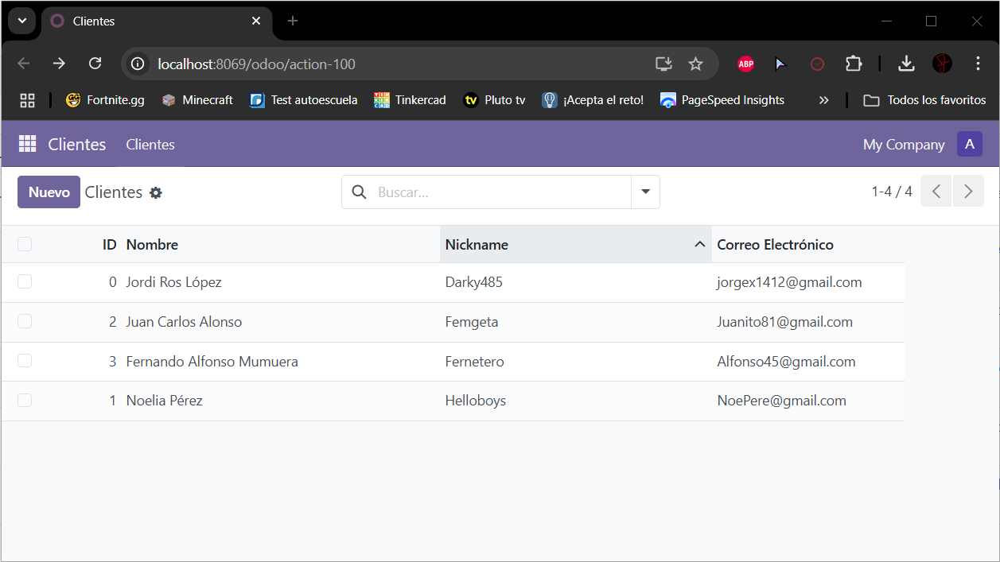 Clientes
localhost:8069/odoo/action-100
ABP
Fortnite.gg Minecraft Test autoescuela Tinkercad Pluto tv ¡Acepta el reto! PageSpeed Insights » Todos los favoritos
Clientes Clientes My Company A
Nuevo Clientes Buscar... 1-4 / 4
ID Nombre Nickname Correo Electrónico
0 Jordi Ros López Darky485 jorgex1412@gmail.com
2 Juan Carlos Alonso Femgeta Juanito81@gmail.com
3 Fernando Alfonso Mumuera Fernetero Alfonso45@gmail.com
1 Noelia Pérez Helloboys NoePere@gmail.com